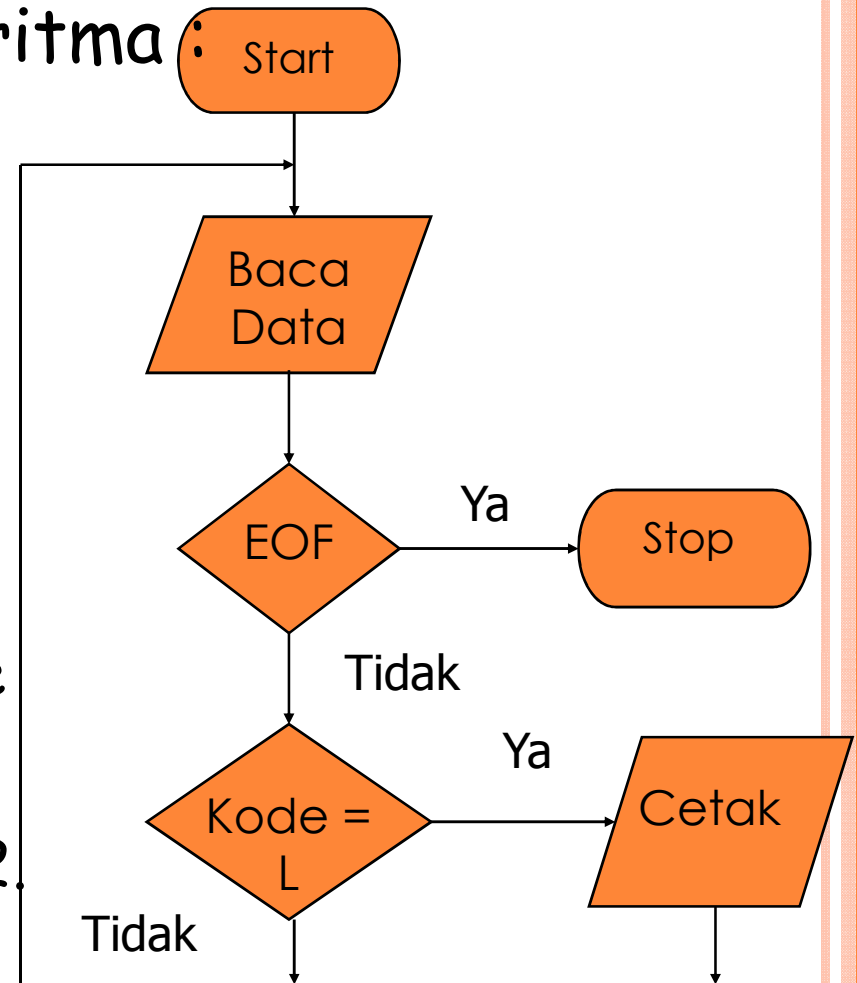 ritma :
Start
Baca
Data
EOF
Ya
Stop
Tidak
Ya
Kode =
L
Cetak
Tidak